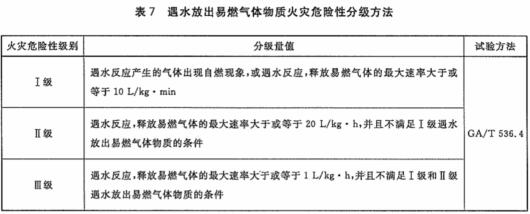 表 7 遇水放出易燃气体物质火灾危险性分级方法
火灾危险性级别 分级量值 试验方法
Ⅰ级 遇水反应产生的气体出现自燃现象,或遇水反应,释放易燃气体的最大速率大于或
等于 10 L/kg·min
Ⅱ级 遇水反应,释放易燃气体的最大速率大于或等于 20 L/kg·h,并且不满足Ⅰ级遇水
放出易燃气体物质的条件
GA/T 536.4
Ⅲ级 遇水反应,释放易燃气体的最大速率大于或等于 1 L/kg·h,并且不满足Ⅰ级和Ⅱ级
遇水放出易燃气体物质的条件